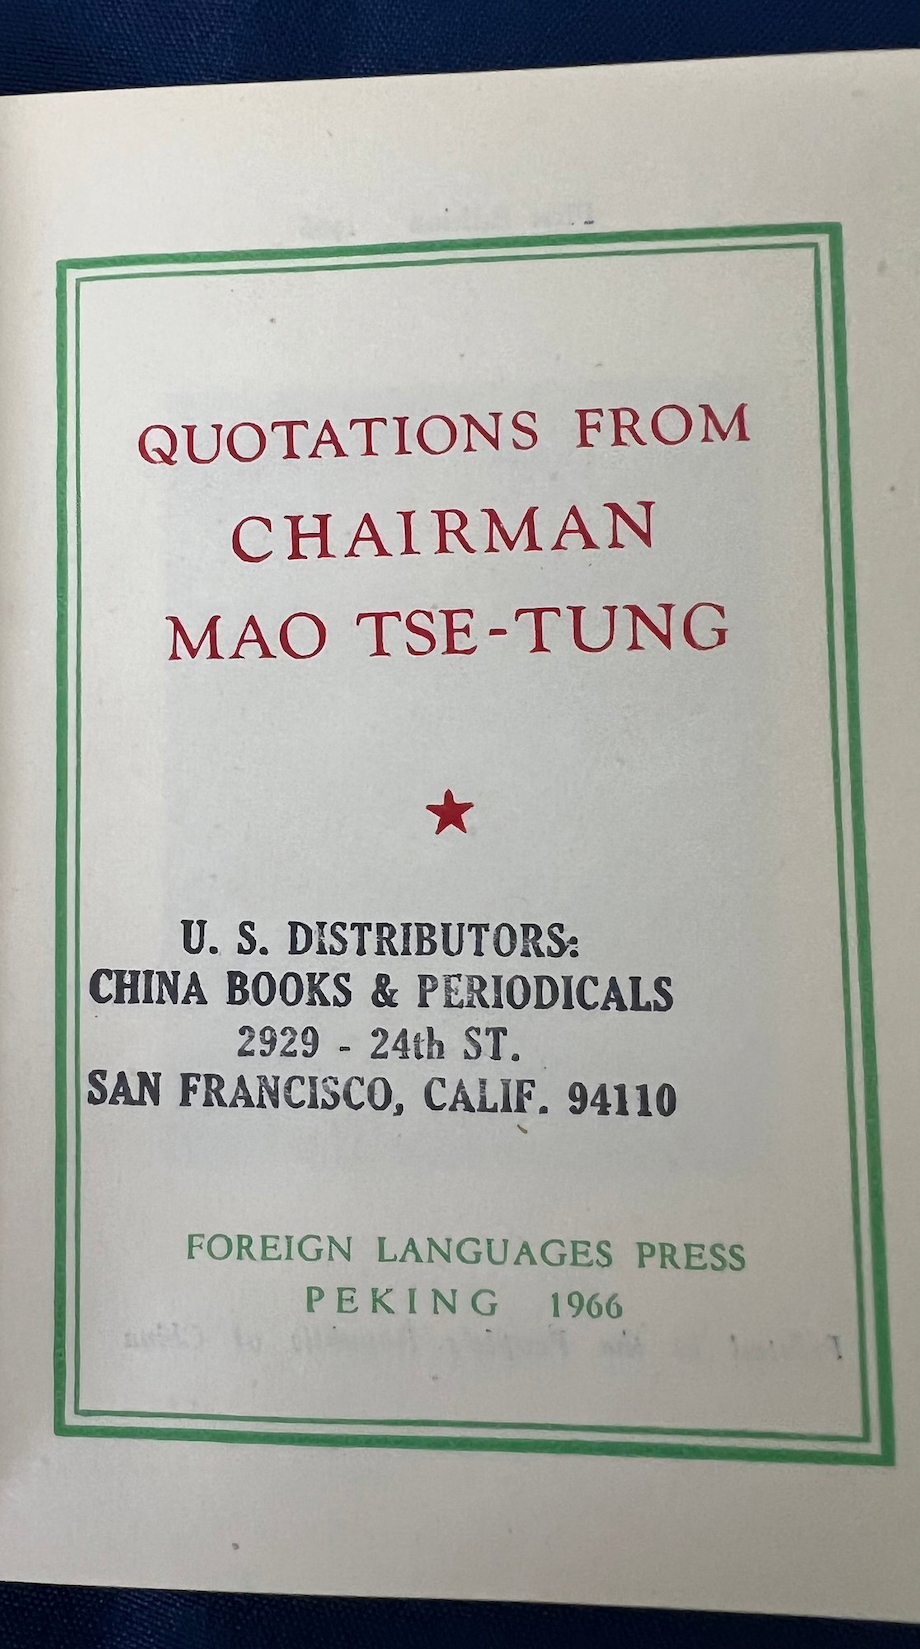 QUOTATIONS FROM
CHAIRMAN
MAO TSE-TUNG
U. S. DISTRIBUTORS:
CHINA BOOKS & PERIODICALS
2929 - 24th ST.
SAN FRANCISCO, CALIF. 94110
FOREIGN LANGUAGES PRESS
PEKING 1966